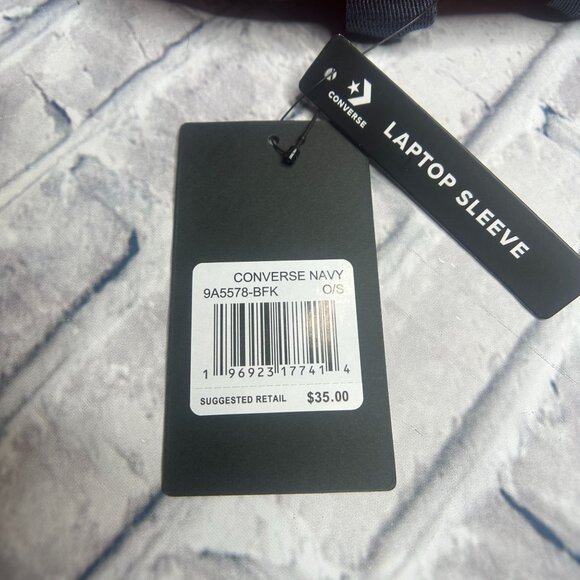 CONVERSE
LAPTOP SLEEVE
CONVERSE NAVY
9A5578-BFK O/S
1 96923 17741 4
SUGGESTED RETAIL $35.00